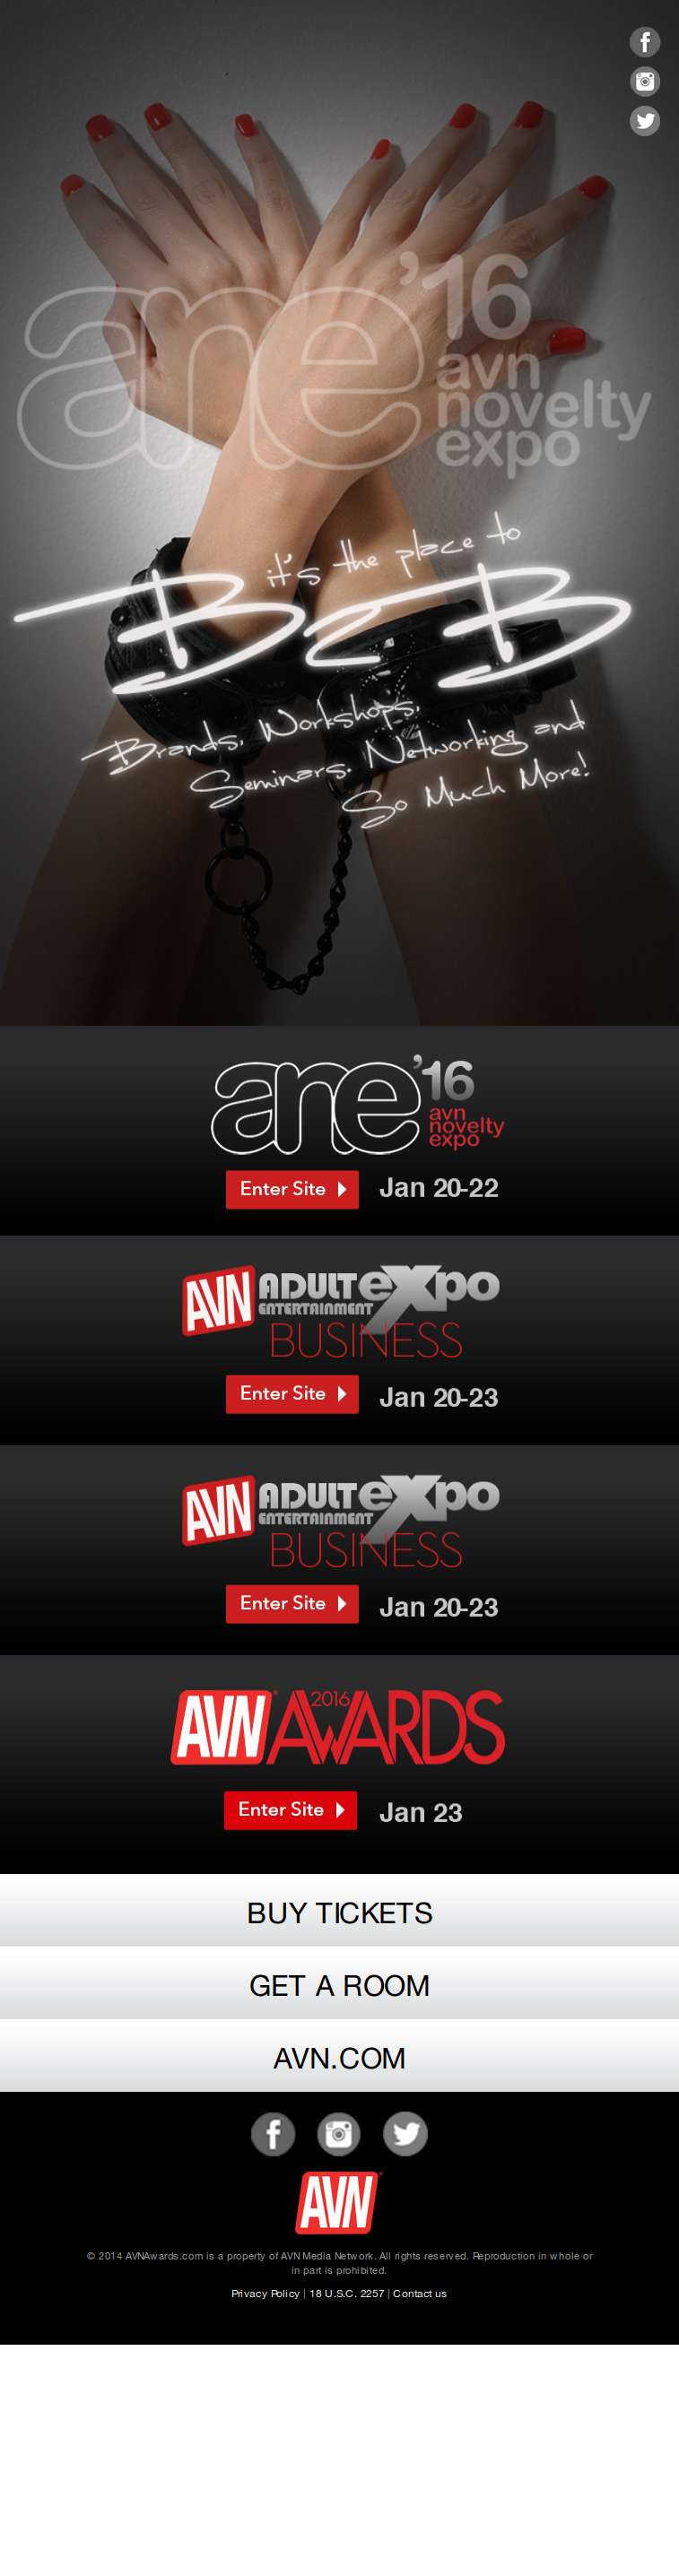 ane '16
avn
novelty
expo
it's the place to
B2B
Brands, Workshops,
Seminars, Networking and
So Much More!
ane '16
avn
novelty
expo
Enter Site
Jan 20-22
AVN ADULT eXpo
ENTERTAINMENT
BUSINESS
Enter Site
Jan 20-23
AVN ADULT eXpo
ENTERTAINMENT
BUSINESS
Enter Site
Jan 20-23
AVN 2016 AWARDS
Enter Site
Jan 23
BUY TICKETS
GET A ROOM
AVN.COM
AVN
© 2014 AVNAwards.com is a property of AVN Media Network. All rights reserved. Reproduction in whole or
in part is prohibited.
Privacy Policy | 18 U.S.C. 2257 | Contact us